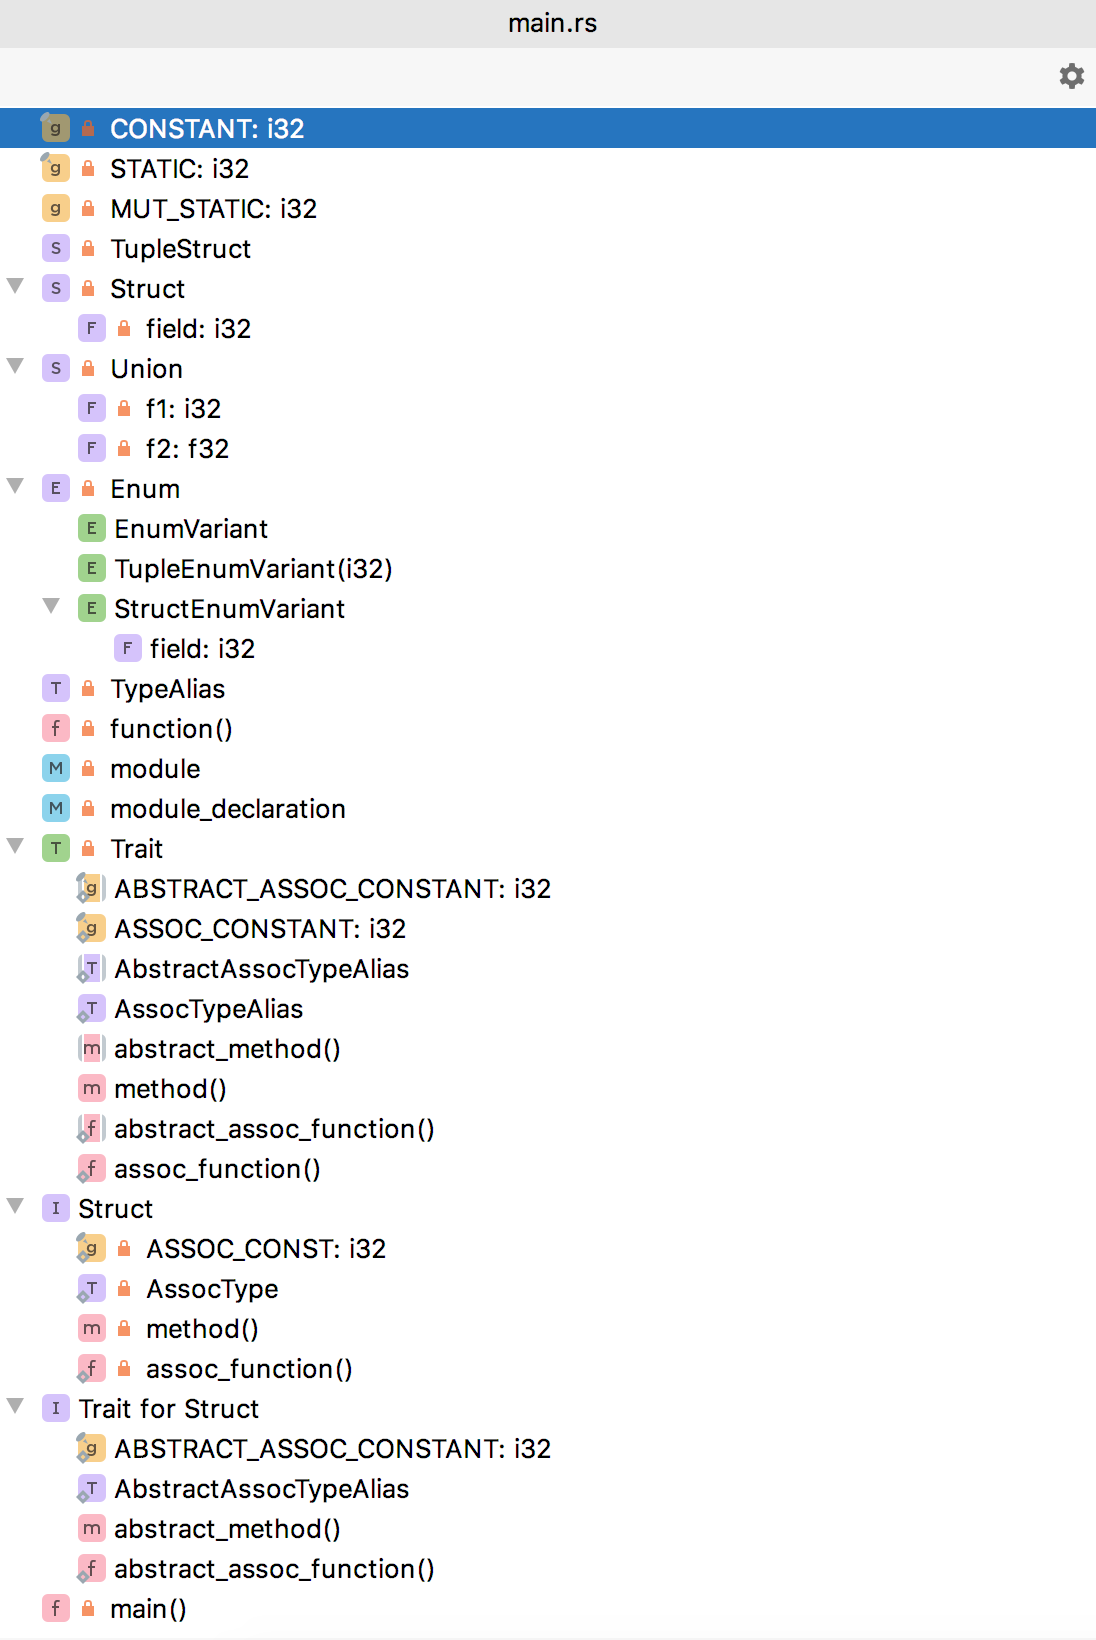 main.rs
g CONSTANT: i32
g STATIC: i32
g MUT_STATIC: i32
S TupleStruct
S Struct
F field: i32
S Union
F f1: i32
F f2: f32
E Enum
E EnumVariant
E TupleEnumVariant(i32)
E StructEnumVariant
F field: i32
T TypeAlias
f function()
M module
M module_declaration
T Trait
g ABSTRACT_ASSOC_CONSTANT: i32
g ASSOC_CONSTANT: i32
T AbstractAssocTypeAlias
T AssocTypeAlias
m abstract_method()
m method()
f abstract_assoc_function()
f assoc_function()
I Struct
g ASSOC_CONST: i32
T AssocType
m method()
f assoc_function()
I Trait for Struct
g ABSTRACT_ASSOC_CONSTANT: i32
T AbstractAssocTypeAlias
m abstract_method()
f abstract_assoc_function()
f main()